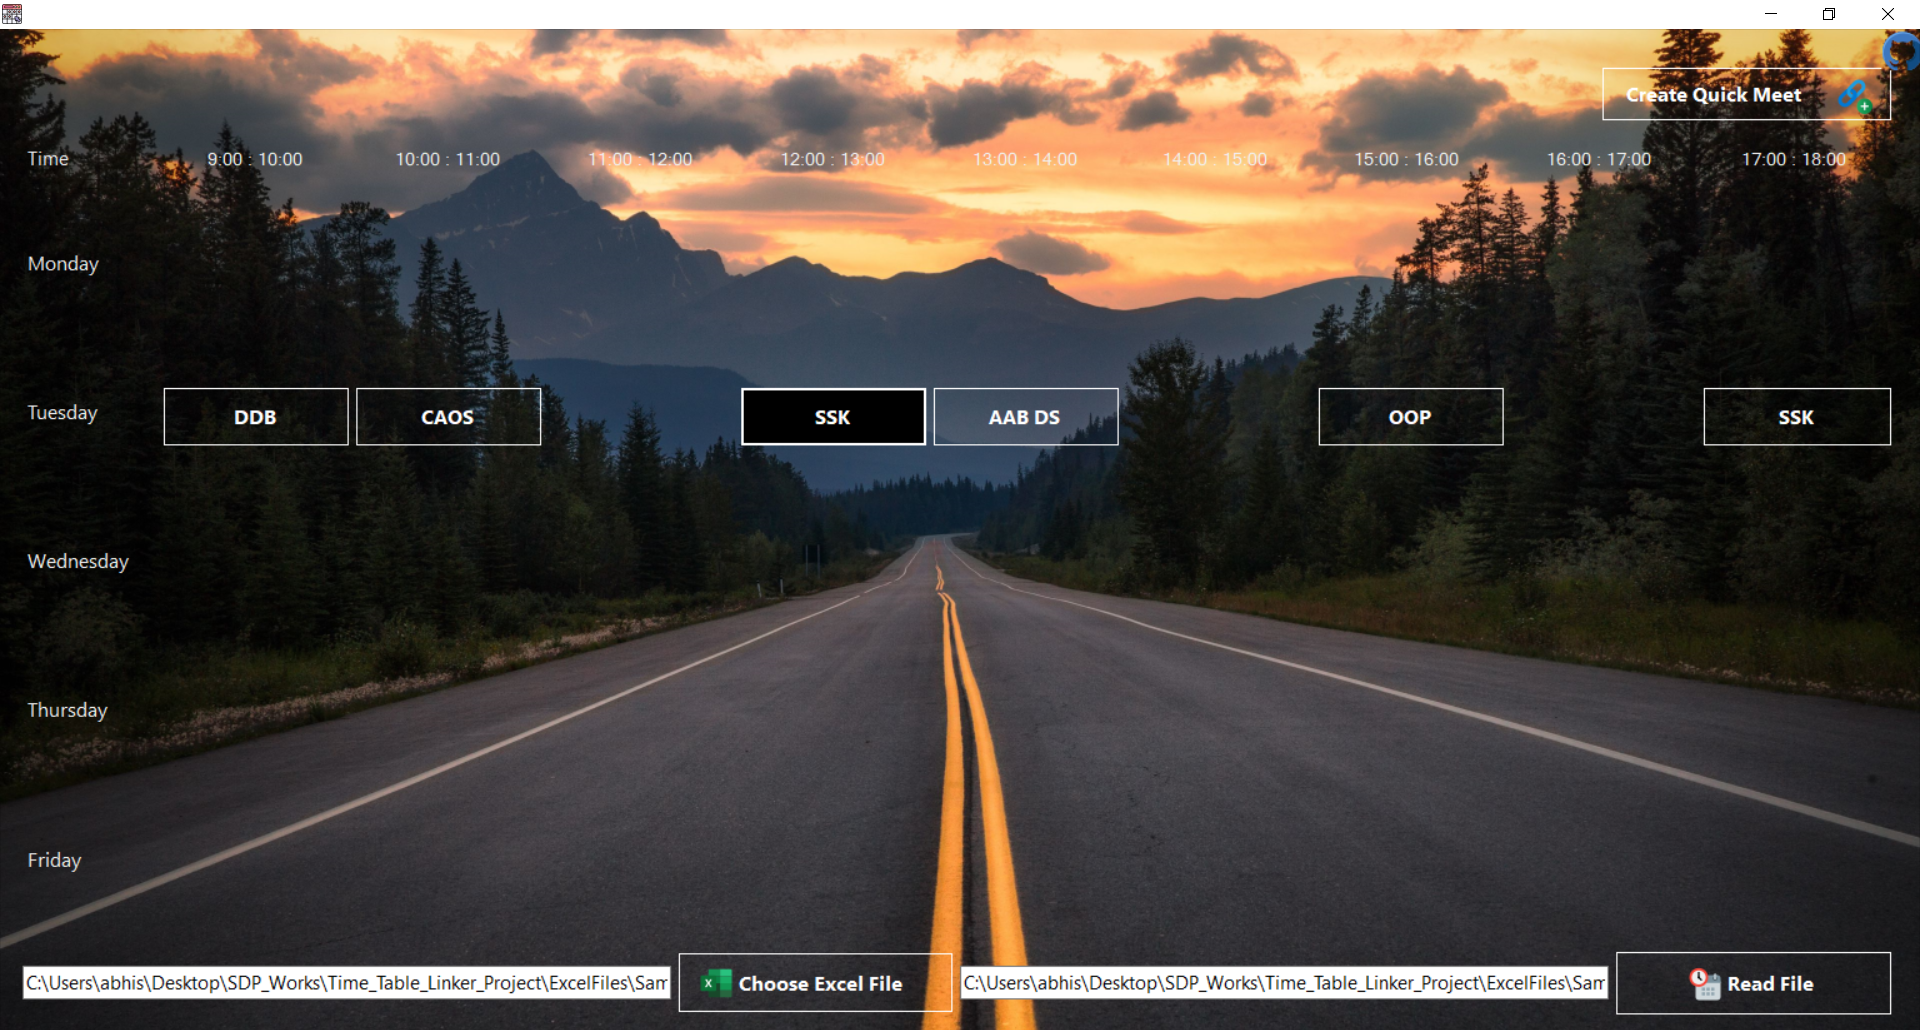 Create Quick Meet
Time 9:00 : 10:00 10:00 : 11:00 11:00 : 12:00 12:00 : 13:00 13:00 : 14:00 14:00 : 15:00 15:00 : 16:00 16:00 : 17:00 17:00 : 18:00
Monday
Tuesday DDB CAOS SSK AAB DS OOP SSK
Wednesday
Thursday
Friday
C:\Users\abhis\Desktop\SDP_Works\Time_Table_Linker_Project\ExcelFiles\Sam Choose Excel File C:\Users\abhis\Desktop\SDP_Works\Time_Table_Linker_Project\ExcelFiles\Sam Read File